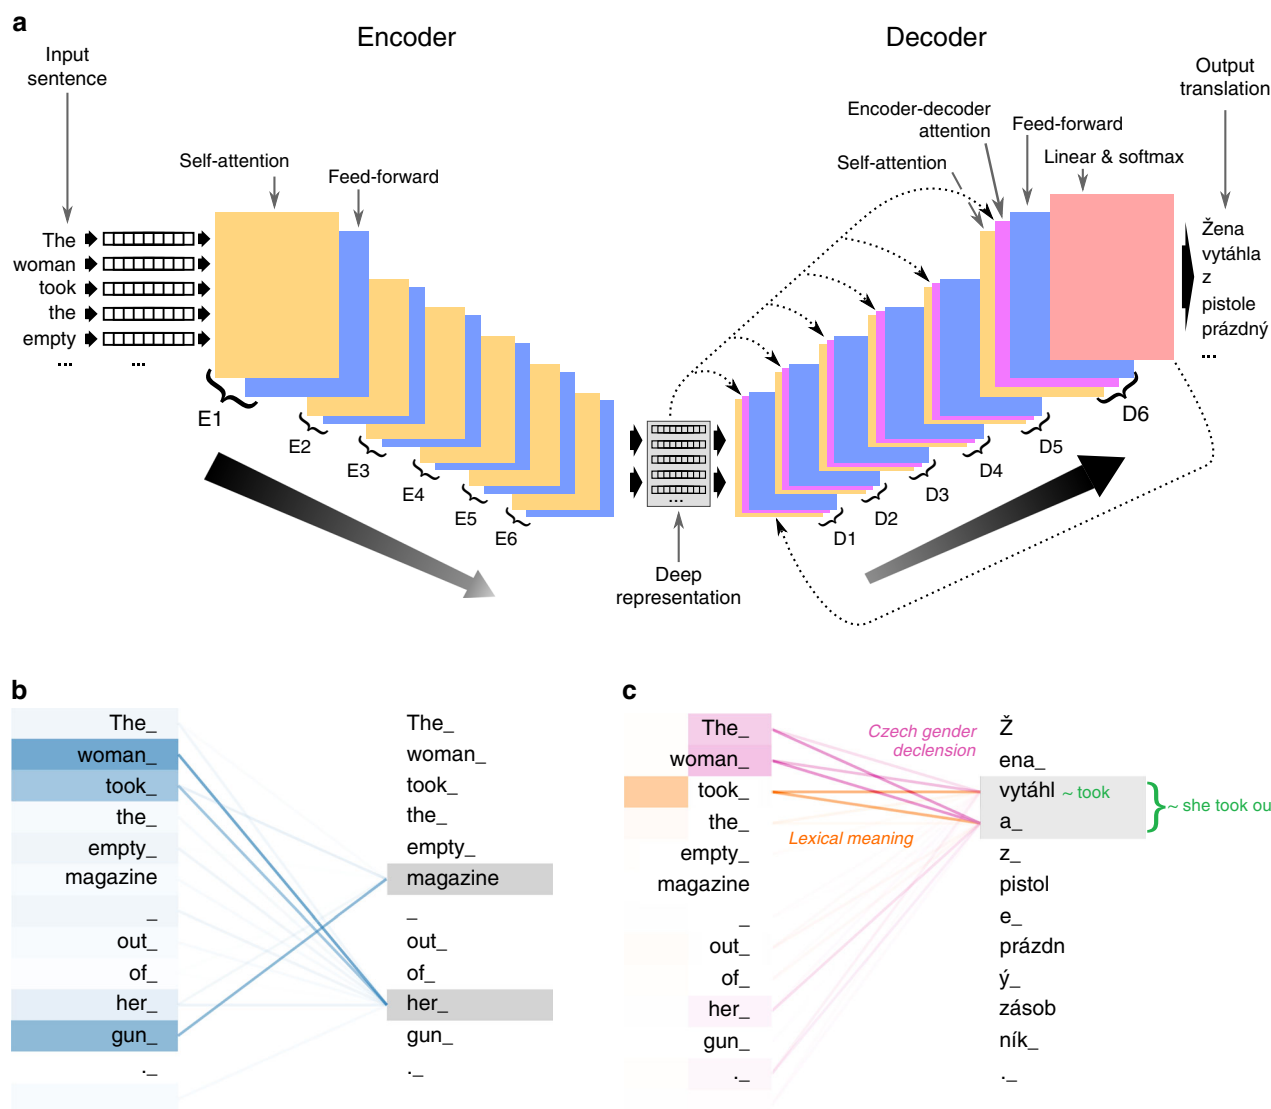 a
Encoder
Decoder
Input
sentence
Output
translation
Encoder-decoder
attention
Feed-forward
Self-attention
Linear & softmax
Self-attention
Feed-forward
The
woman
took
the
empty
...
...
Žena
vytáhla
z
pistole
prázdný
...
E1
E2
E3
E4
E5
E6
D1
D2
D3
D4
D5
D6
Deep
representation
b
The_
woman_
took_
the_
empty_
magazine
_
out_
of_
her_
gun_
._
The_
woman_
took_
the_
empty_
magazine
_
out_
of_
her_
gun_
._
c
The_
woman_
took_
the_
empty_
magazine
_
out_
of_
her_
gun_
._
Czech gender
declension
Lexical meaning
Ž
ena_
vytáhl ~ took
a_
z_
pistol
e_
prázdn
ý_
zásob
ník_
._
~ she took ou